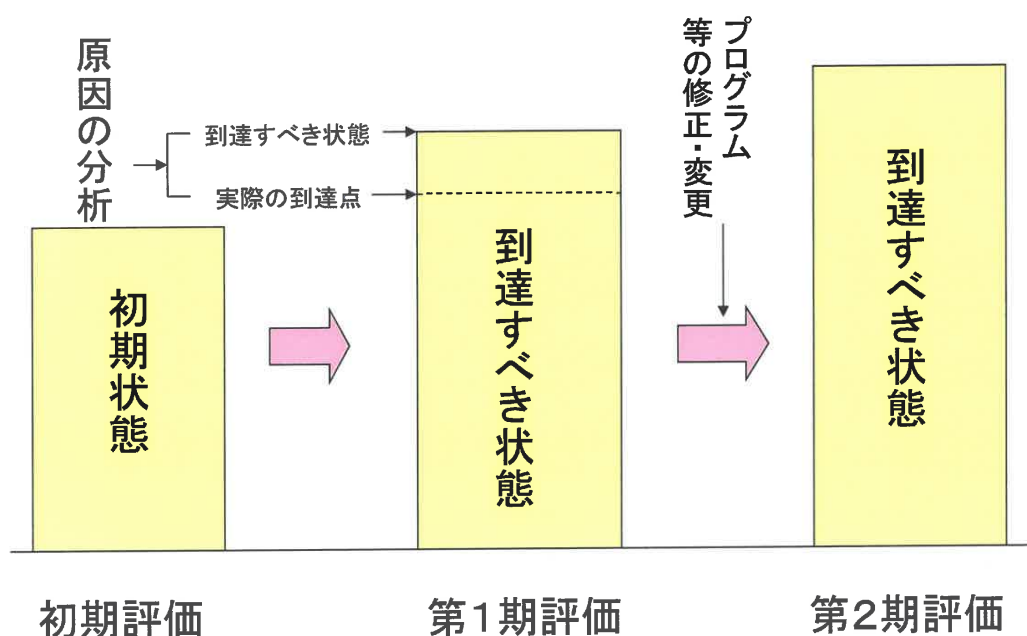 原因の分析
到達すべき状態
実際の到達点
プログラム
等の修正・変更
初期状態
到達すべき状態
到達すべき状態
初期評価
第1期評価
第2期評価